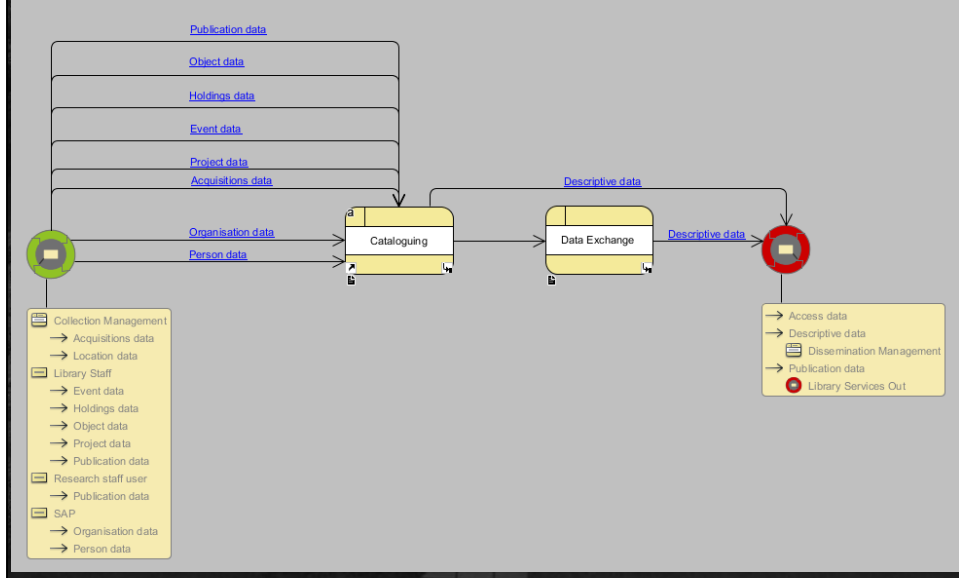 Publication data
Object data
Holdings data
Event data
Project data
Acquisitions data
Descriptive data
a
Organisation data
Cataloguing
Data Exchange
Descriptive data
Person data
Collection Management
Acquisitions data
Location data
Library Staff
Event data
Holdings data
Object data
Project data
Publication data
Research staff user
Publication data
SAP
Organisation data
Person data
Access data
Descriptive data
Dissemination Management
Publication data
Library Services Out